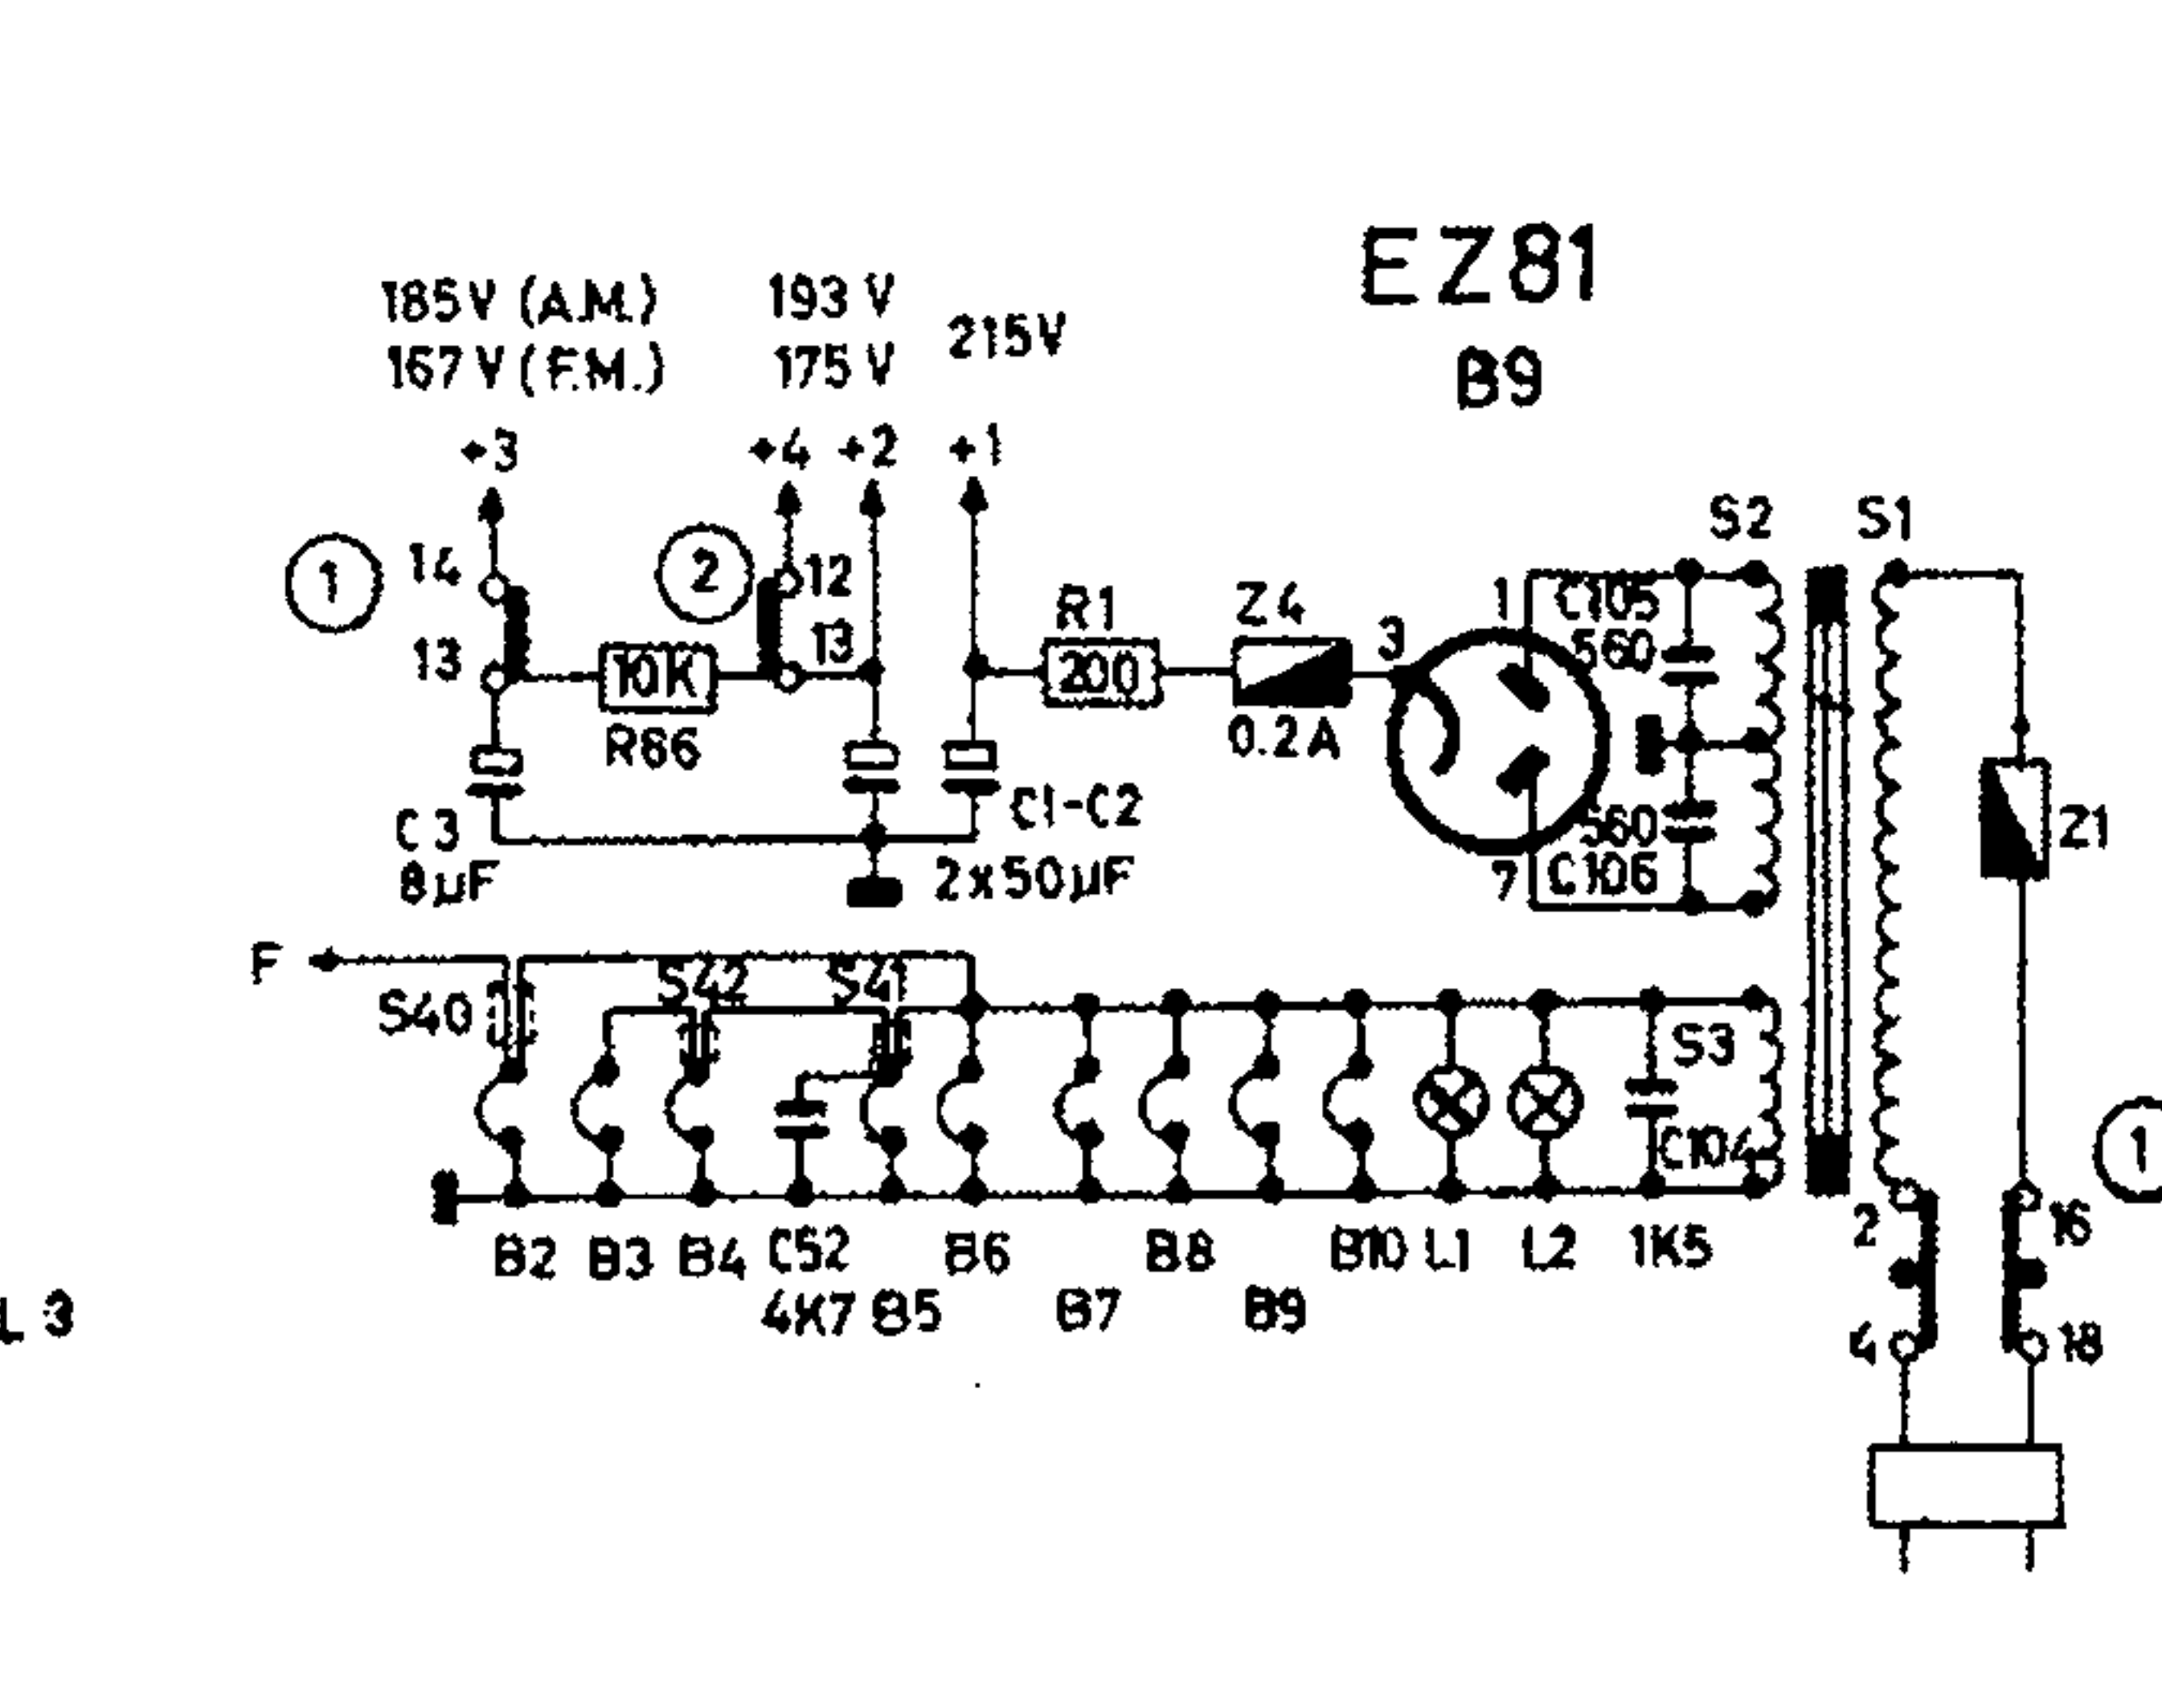 EZ81
B9
185V (A.M.)
193 V
215V
167V (F.M.)
175 V
+3
+4
+2
+1
S2
S1
1
14
2
12
13
13
10K
R66
R1
200
Z4
0.2A
3
1
C105
560
560
C106
7
C3
8µF
C1-C2
2x50µF
Z1
F
S40
S42
S41
S3
C104
1
B2
B3
B4
C52
B6
B8
B10
L1
L2
1K5
2
16
L3
4K7
B5
B7
B9
4
18